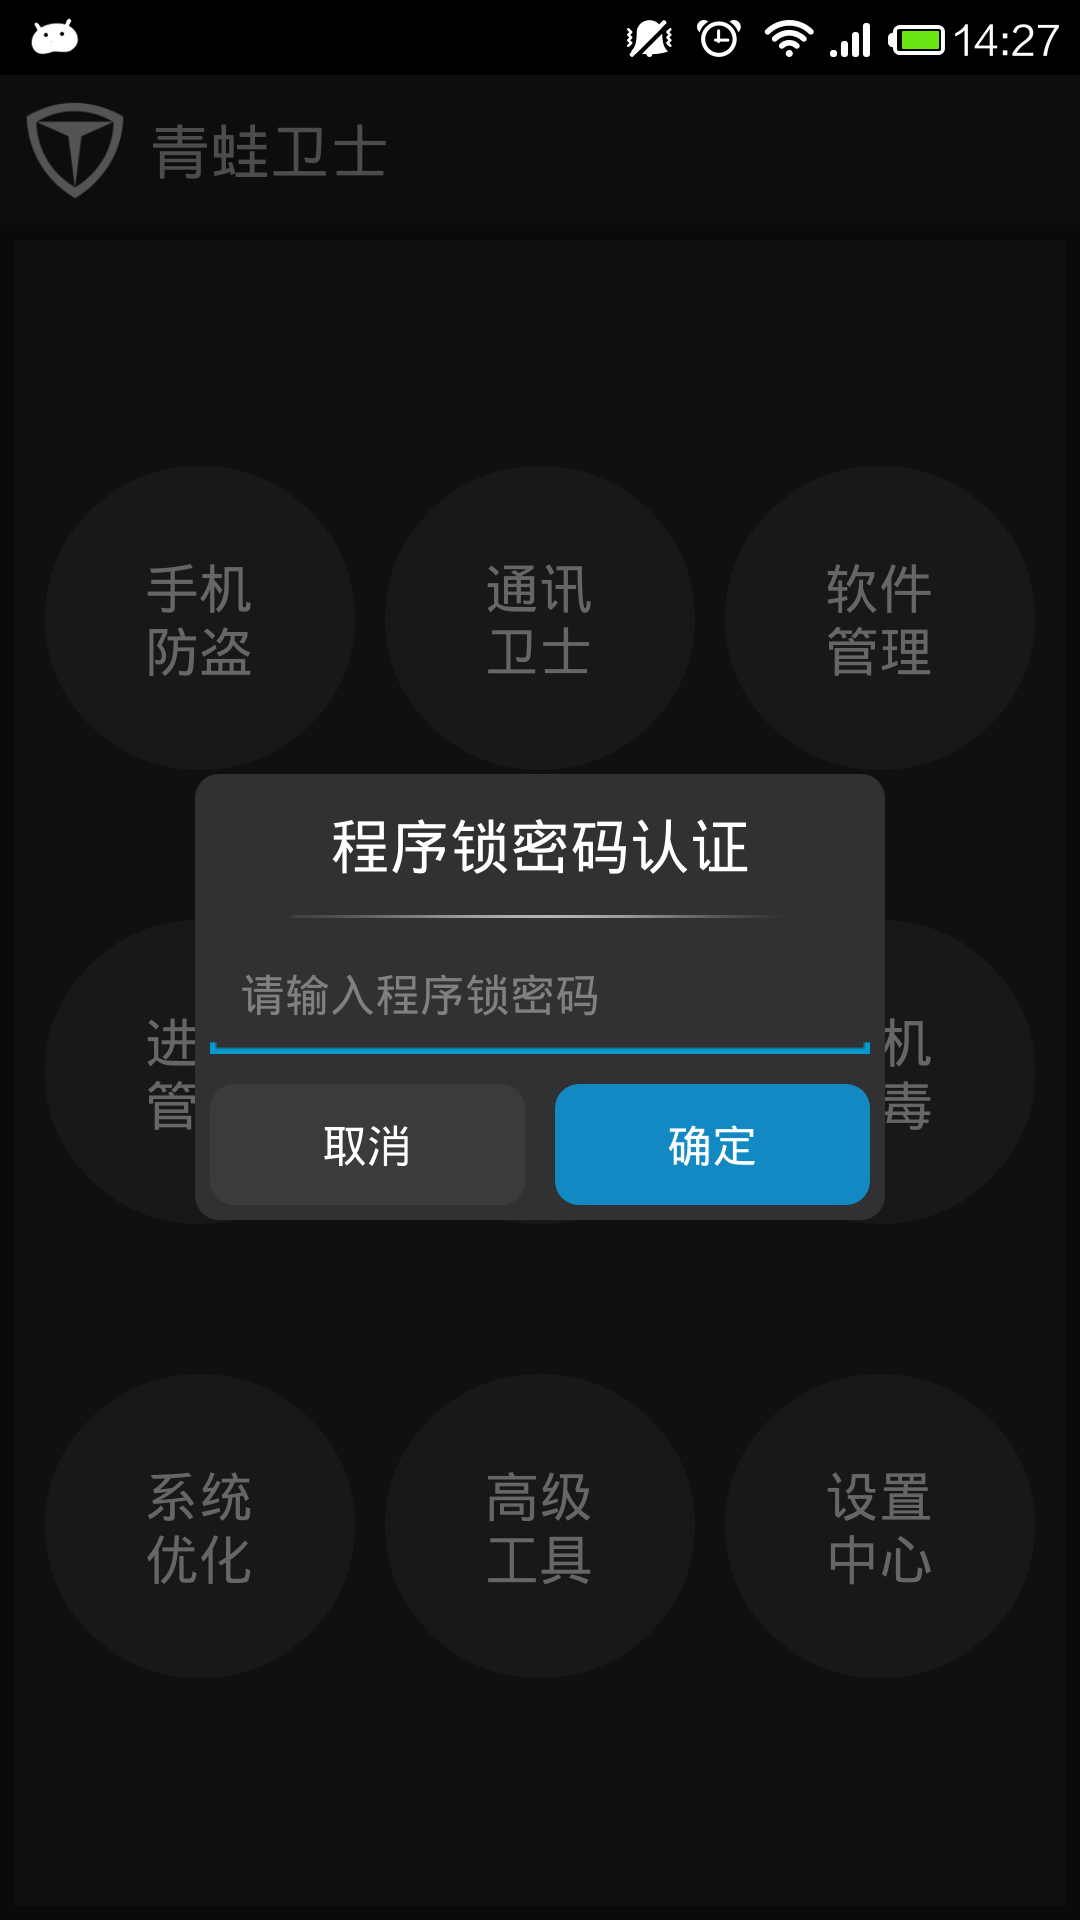 14:27
青蛙卫士
手机
防盗
通讯
卫士
软件
管理
程序锁密码认证
请输入程序锁密码
取消
确定
进
管
机
毒
系统
优化
高级
工具
设置
中心